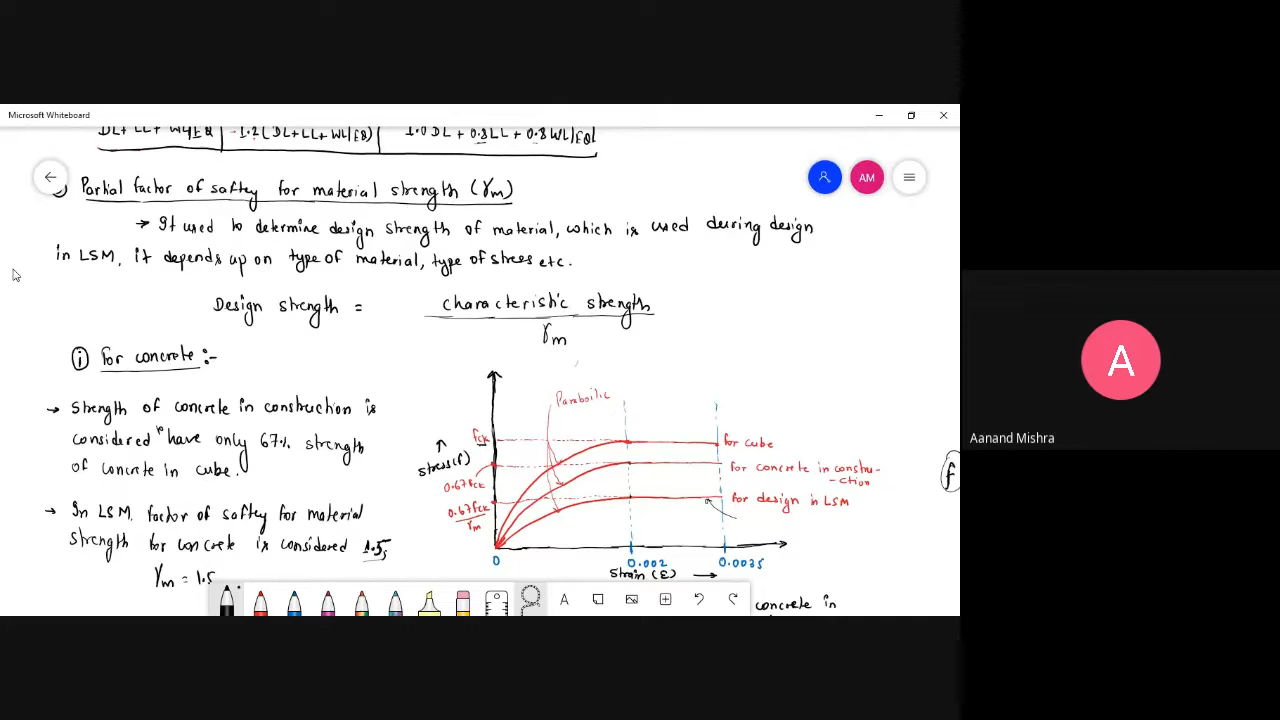 Microsoft Whiteboard
DL+ LL+ WL/EQ 1.2(DL+LL+WL/EQ) 1.0 DL + 0.8LL + 0.8 WL/EQ
Partial factor of saftey for material strength (γm)
AM
→ It used to determine design strength of material, which is used during design
in LSM, it depends up on type of material, type of stress etc.
Design strength = characteristic strength
γm
i for concrete :-
→ Strength of concrete in construction is
considered have only 67% strength
of concrete in cube.
→ In LSM, factor of saftey for material
strength for concrete is considered 1.5,
γm = 1.5
Parabolic
fck
for cube
↑
stress(f)
0.67fck
for concrete in constru-
-ction
0.67fck
γm
for design in LSM
0 0.002 0.0035
Strain (ε) →
concrete in
f
A
Aanand Mishra
A